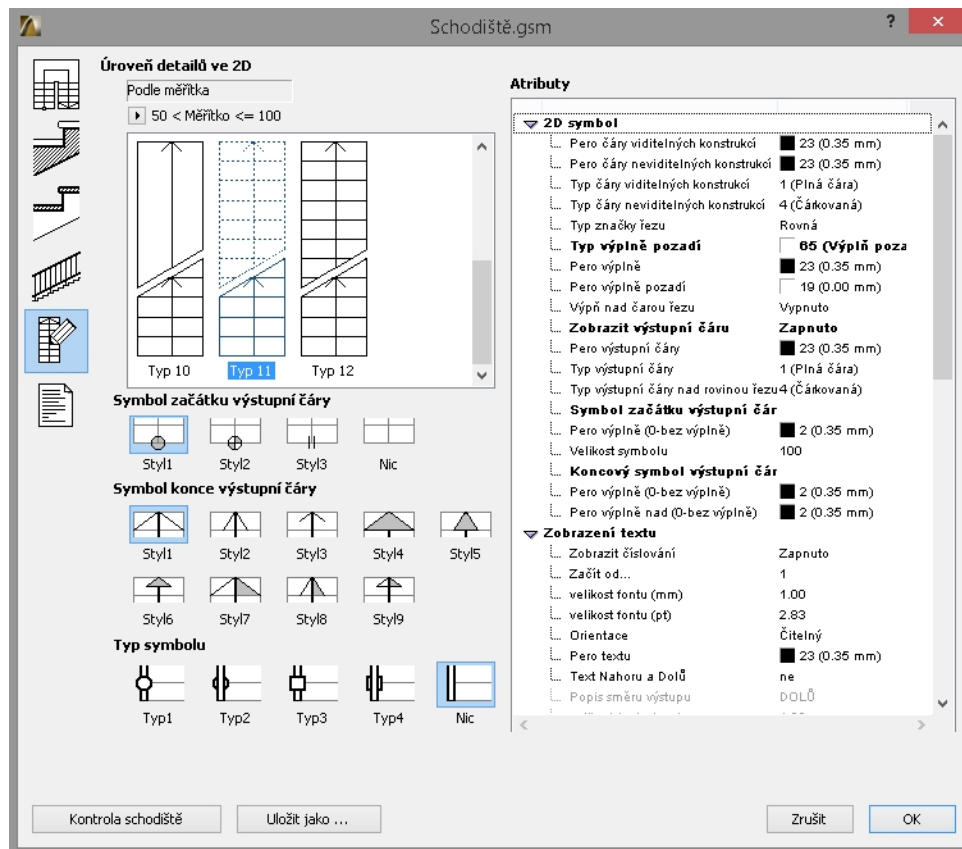 Schodiště.gsm
?
×
Úroveň detailů ve 2D
Podle měřítka
50 < Měřítko <= 100
Typ 10
Typ 11
Typ 12
Symbol začátku výstupní čáry
Styl1
Styl2
Styl3
Nic
Symbol konce výstupní čáry
Styl1
Styl2
Styl3
Styl4
Styl5
Styl6
Styl7
Styl8
Styl9
Typ symbolu
Typ1
Typ2
Typ3
Typ4
Nic
Atributy
2D symbol
Pero čáry viditelných konstrukcí 23 (0.35 mm)
Pero čáry neviditelných konstrukcí 23 (0.35 mm)
Typ čáry viditelných konstrukcí 1 (Plná čára)
Typ čáry neviditelných konstrukcí 4 (Čárkovaná)
Typ značky řezu Rovná
Typ výplně pozadí 65 (Výplň poza
Pero výplně 23 (0.35 mm)
Pero výplně pozadí 19 (0.00 mm)
Výpň nad čarou řezu Vypnuto
Zobrazit výstupní čáru Zapnuto
Pero výstupní čáry 23 (0.35 mm)
Typ výstupní čáry 1 (Plná čára)
Typ výstupní čáry nad rovinou řezu 4 (Čárkovaná)
Symbol začátku výstupní čár
Pero výplně (0-bez výplně) 2 (0.35 mm)
Velikost symbolu 100
Koncový symbol výstupní čár
Pero výplně (0-bez výplně) 2 (0.35 mm)
Pero výplně nad (0-bez výplně) 2 (0.35 mm)
Zobrazení textu
Zobrazit číslování Zapnuto
Začít od... 1
velikost fontu (mm) 1.00
velikost fontu (pt) 2.83
Orientace Čitelný
Pero textu 23 (0.35 mm)
Text Nahoru a Dolů ne
Popis směru výstupu DOLŮ
Kontrola schodiště
Uložit jako ...
Zrušit
OK